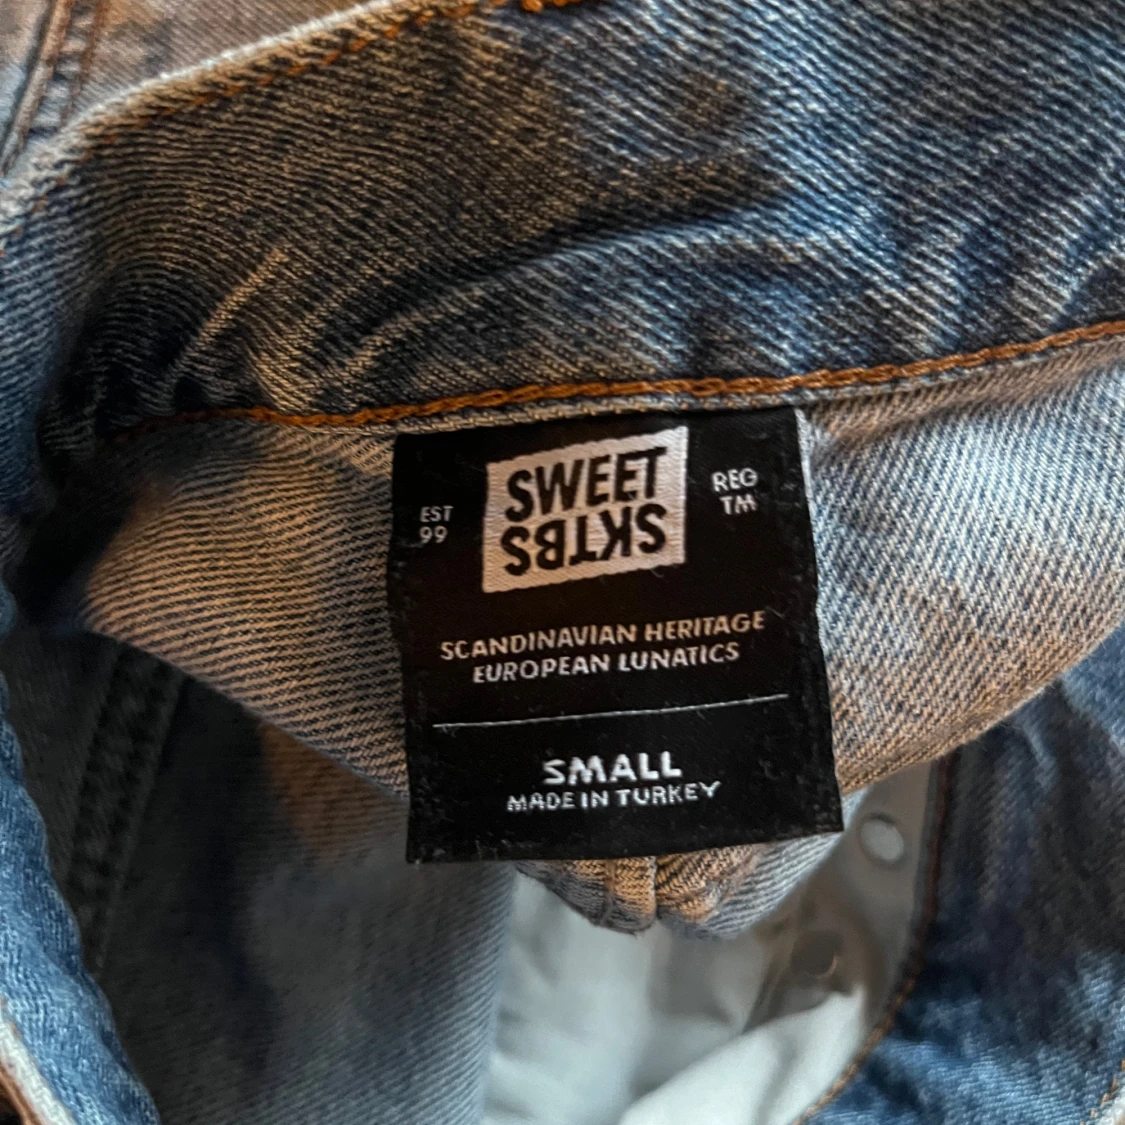 EST
99
SWEET
SKTBS
REG
TM
SCANDINAVIAN HERITAGE
EUROPEAN LUNATICS
SMALL
MADE IN TURKEY